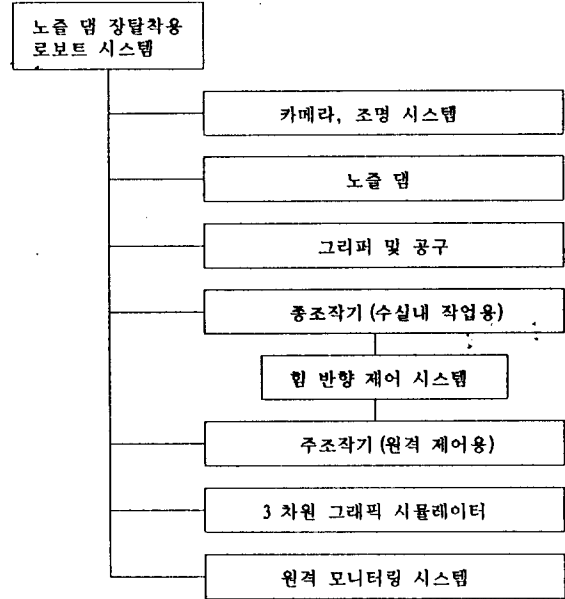 노즐 댐 장탈착용
로보트 시스템
카메라, 조명 시스템
노즐 댐
그리퍼 및 공구
종조작기 (수실내 작업용)
힘 반향 제어 시스템
주조작기 (원격 제어용)
3 차원 그래픽 시뮬레이터
원격 모니터링 시스템